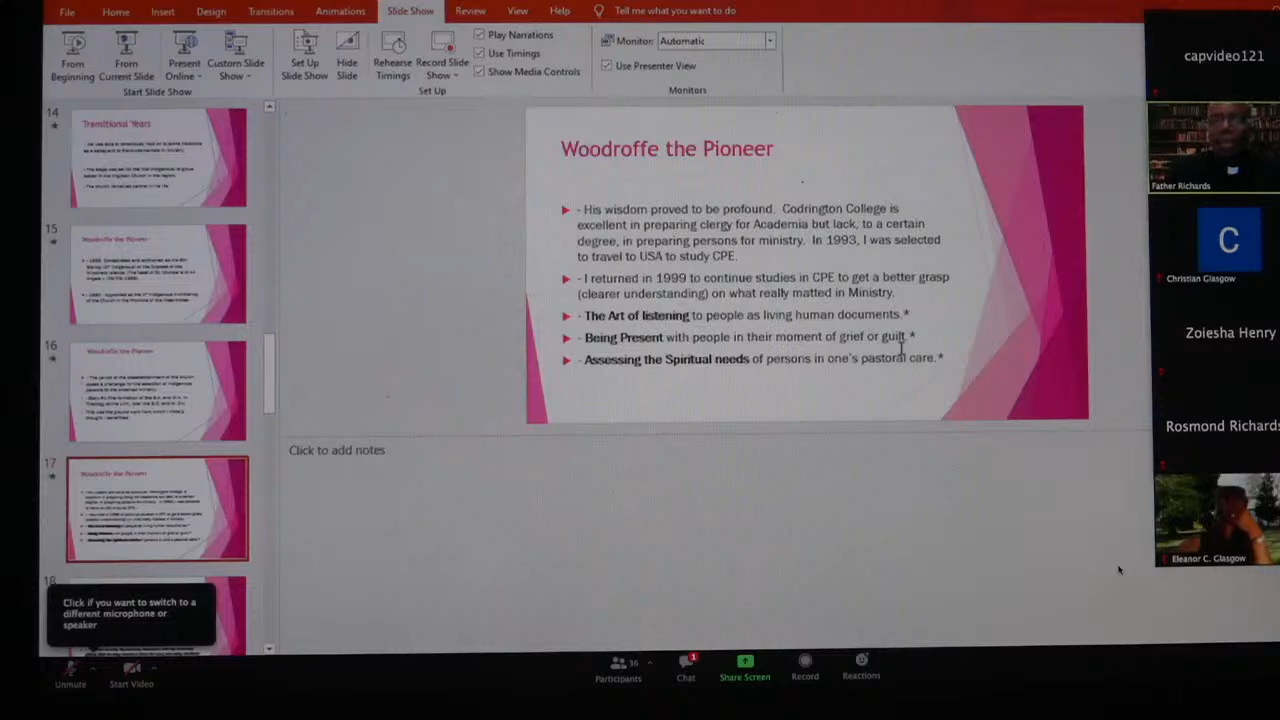 File Home Insert Design Transitions Animations Slide Show Review View Help Tell me what you want to do
From Beginning
From Current Slide
Present Online
Custom Slide Show
Start Slide Show
Set Up Slide Show
Hide Slide
Rehearse Timings
Record Slide Show
Play Narrations
Use Timings
Show Media Controls
Set Up
Monitor: Automatic
Use Presenter View
Monitors
14
Transitional Years
15
Woodroffe the Pioneer
16
Woodroffe the Pioneer
17
Woodroffe the Pioneer
18
Click if you want to switch to a
different microphone or
speaker
Woodroffe the Pioneer
- His wisdom proved to be profound. Codrington College is
excellent in preparing clergy for Academia but lack, to a certain
degree, in preparing persons for ministry. In 1993, I was selected
to travel to USA to study CPE.
- I returned in 1999 to continue studies in CPE to get a better grasp
(clearer understanding) on what really matted in Ministry.
- The Art of listening to people as living human documents.*
- Being Present with people in their moment of grief or guilt.*
- Assessing the Spiritual needs of persons in one's pastoral care.*
Click to add notes
capvideo121
Father Richards
C
Christian Glasgow
Zoiesha Henry
Rosmond Richards
Eleanor C. Glasgow
Unmute
Start Video
36
Participants
1
Chat
Share Screen
Record
Reactions